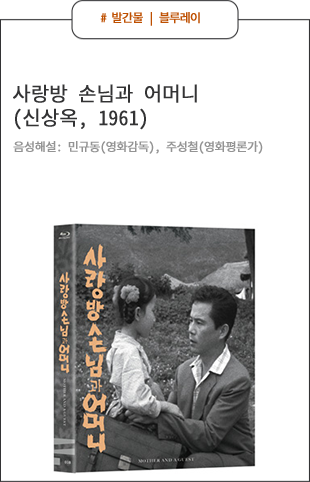 # 발간물 | 블루레이
사랑방 손님과 어머니
(신상옥, 1961)
음성해설: 민규동(영화감독), 주성철(영화평론가)
사랑방 손님과 어머니
사랑방 손님과 어머니
MOTHER AND A GUEST